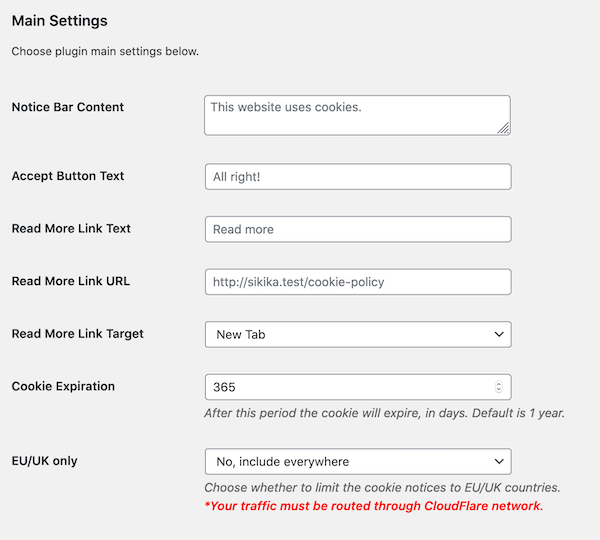 Main Settings
Choose plugin main settings below.
Notice Bar Content
This website uses cookies.
Accept Button Text
All right!
Read More Link Text
Read more
Read More Link URL
http://sikika.test/cookie-policy
Read More Link Target
New Tab
Cookie Expiration
365
After this period the cookie will expire, in days. Default is 1 year.
EU/UK only
No, include everywhere
Choose whether to limit the cookie notices to EU/UK countries.
*Your traffic must be routed through CloudFlare network.